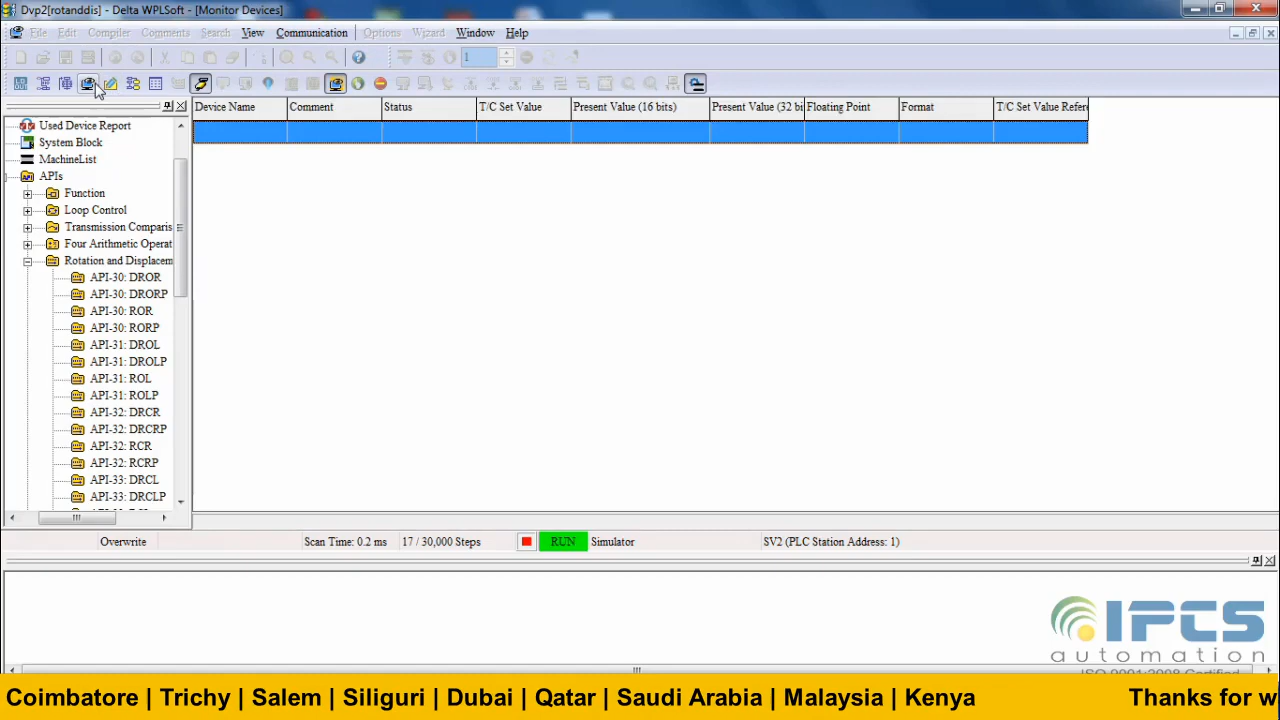 Dvp2[rotanddis] - Delta WPLSoft - [Monitor Devices]
File Edit Compiler Comments Search View Communication Options Wizard Window Help
1
Device Name Comment Status T/C Set Value Present Value (16 bits) Present Value (32 bi Floating Point Format T/C Set Value Refere
Used Device Report
System Block
MachineList
APIs
Function
Loop Control
Transmission Comparis
Four Arithmetic Operat
Rotation and Displacem
API-30: DROR
API-30: DRORP
API-30: ROR
API-30: RORP
API-31: DROL
API-31: DROLP
API-31: ROL
API-31: ROLP
API-32: DRCR
API-32: DRCRP
API-32: RCR
API-32: RCRP
API-33: DRCL
API-33: DRCLP
Overwrite Scan Time: 0.2 ms 17 / 30,000 Steps RUN Simulator SV2 (PLC Station Address: 1)
IPCS
automation
ISO 9001:2008 Certified
Coimbatore | Trichy | Salem | Siliguri | Dubai | Qatar | Saudi Arabia | Malaysia | Kenya Thanks for w